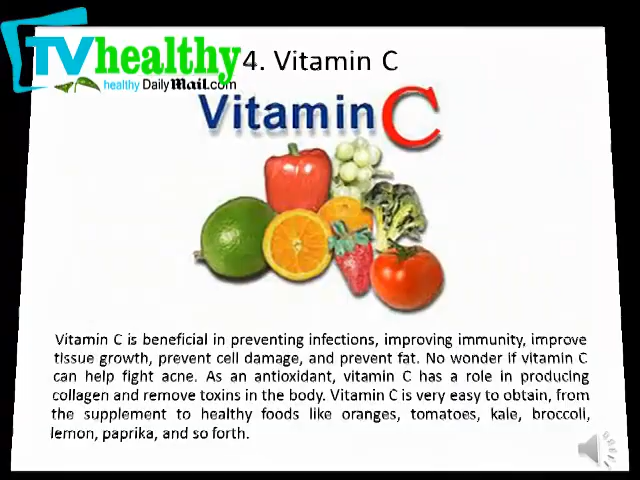 TVhealthy
healthy DailyMail.com
4. Vitamin C
Vitamin C
Vitamin C is beneficial in preventing infections, improving immunity, improve
tissue growth, prevent cell damage, and prevent fat. No wonder if vitamin C
can help fight acne. As an antioxidant, vitamin C has a role in producing
collagen and remove toxins in the body. Vitamin C is very easy to obtain, from
the supplement to healthy foods like oranges, tomatoes, kale, broccoli,
lemon, paprika, and so forth.